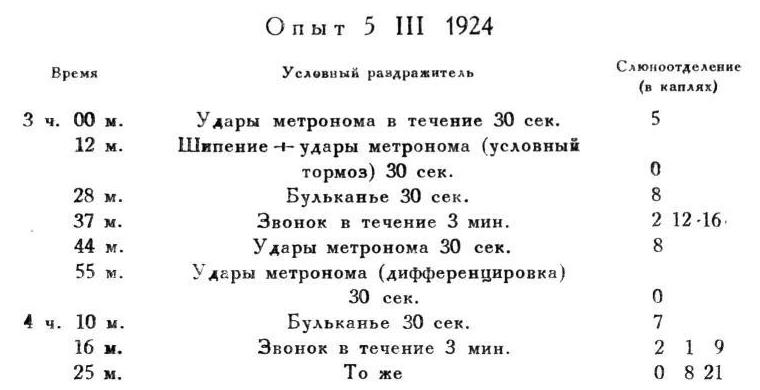 Опыт 5 III 1924
Время Условный раздражитель Слюноотделение
(в каплях)
3 ч. 00 м. Удары метронома в течение 30 сек. 5
12 м. Шипение + удары метронома (условный
тормоз) 30 сек. 0
28 м. Бульканье 30 сек. 8
37 м. Звонок в течение 3 мин. 2 12 16
44 м. Удары метронома 30 сек. 8
55 м. Удары метронома (дифференцировка)
30 сек. 0
4 ч. 10 м. Бульканье 30 сек. 7
16 м. Звонок в течение 3 мин. 2 1 9
25 м. То же 0 8 21